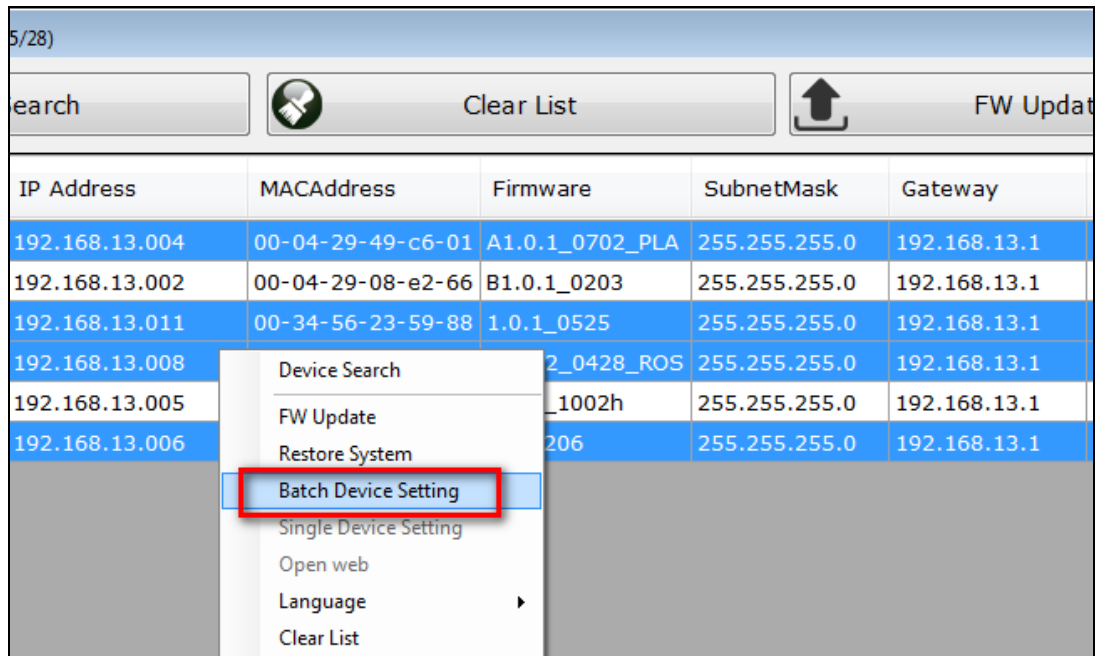 5/28)
Search Clear List FW Updat
IP Address MACAddress Firmware SubnetMask Gateway
192.168.13.004 00-04-29-49-c6-01 A1.0.1_0702_PLA 255.255.255.0 192.168.13.1
192.168.13.002 00-04-29-08-e2-66 B1.0.1_0203 255.255.255.0 192.168.13.1
192.168.13.011 00-34-56-23-59-88 1.0.1_0525 255.255.255.0 192.168.13.1
192.168.13.008 2_0428_ROS 255.255.255.0 192.168.13.1
192.168.13.005 _1002h 255.255.255.0 192.168.13.1
192.168.13.006 206 255.255.255.0 192.168.13.1
Device Search
FW Update
Restore System
Batch Device Setting
Single Device Setting
Open web
Language
Clear List